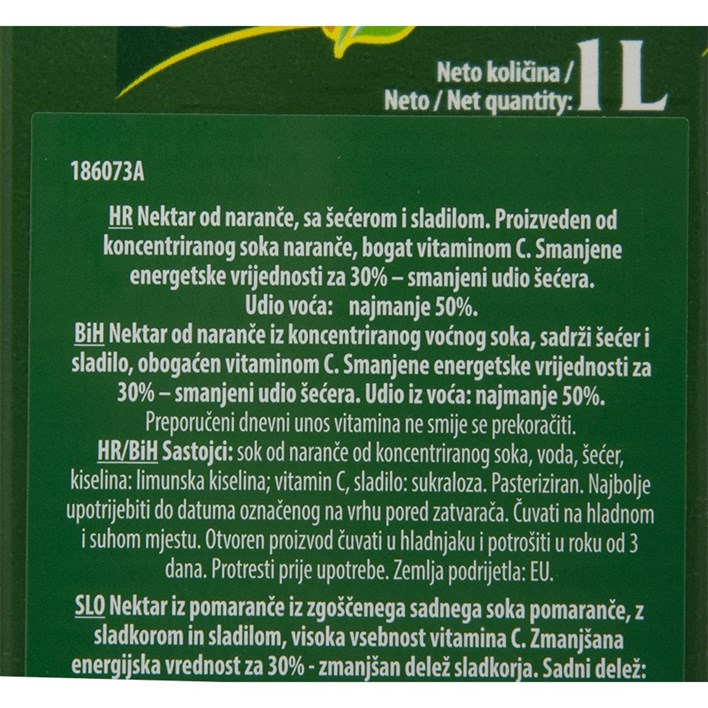 Neto količina /
Neto / Net quantity: 1 L
186073A
HR Nektar od naranče, sa šećerom i sladilom. Proizveden od
koncentriranog soka naranče, bogat vitaminom C. Smanjene
energetske vrijednosti za 30% – smanjeni udio šećera.
Udio voća: najmanje 50%.
BiH Nektar od naranče iz koncentriranog voćnog soka, sadrži šećer i
sladilo, obogaćen vitaminom C. Smanjene energetske vrijednosti za
30% – smanjeni udio šećera. Udio iz voća: najmanje 50%.
Preporučeni dnevni unos vitamina ne smije se prekoračiti.
HR/BiH Sastojci: sok od naranče od koncentriranog soka, voda, šećer,
kiselina: limunska kiselina; vitamin C, sladilo: sukraloza. Pasteriziran. Najbolje
upotrijebiti do datuma označenog na vrhu pored zatvarača. Čuvati na hladnom
i suhom mjestu. Otvoren proizvod čuvati u hladnjaku i potrošiti u roku od 3
dana. Protresti prije upotrebe. Zemlja podrijetla: EU.
SLO Nektar iz pomaranče iz zgoščenega sadnega soka pomaranče, z
sladkorom in sladilom, visoka vsebnost vitamina C. Zmanjšana
energijska vrednost za 30% - zmanjšan delež sladkorja. Sadni delež: